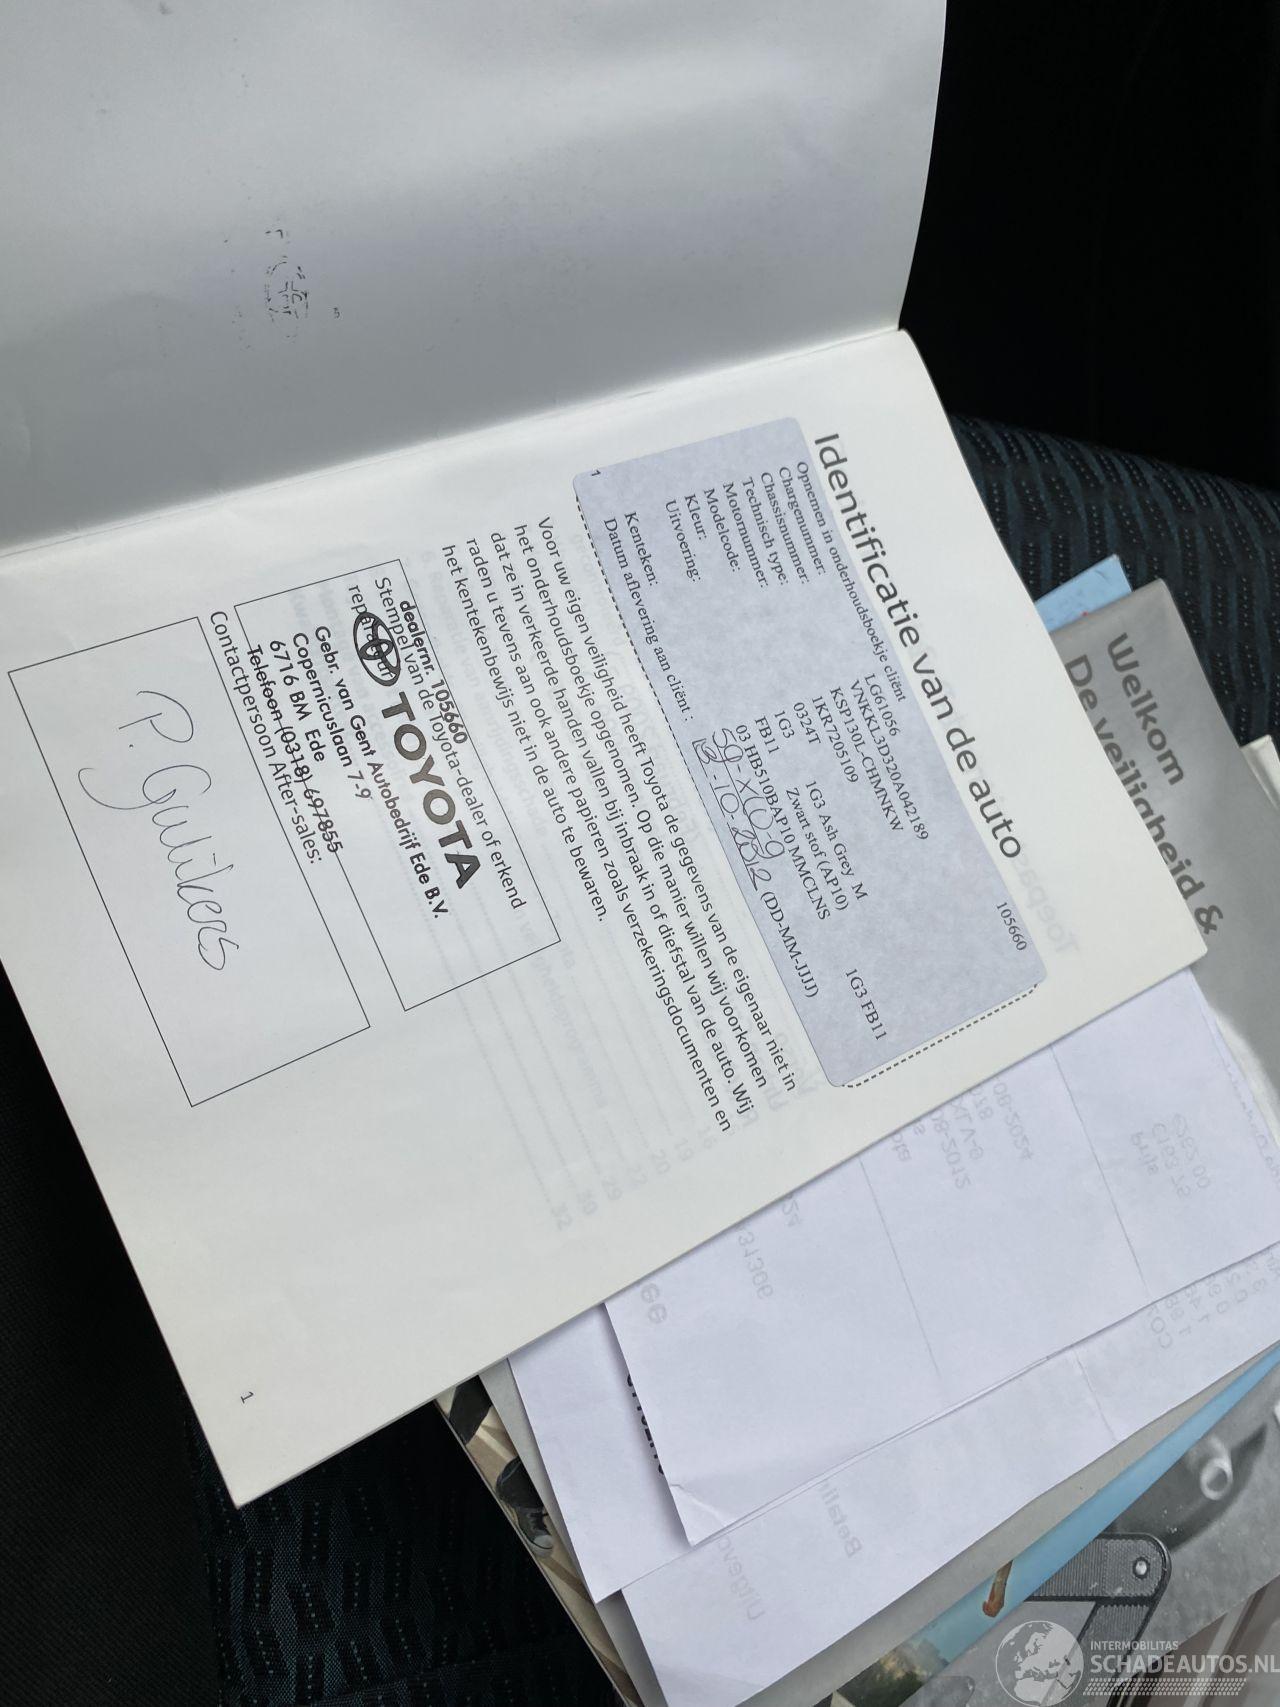 Identificatie van de auto
Opnemen in onderhoudsboekje cliënt
105660
Chargenummer: LG61056
Chassisnummer: VNKKL3D320A042189
Technisch type: KSP130L-CHMNKW
Motornummer: 1KR7205109
Modelcode: 0324T
Kleur: 1G3 1G3 Ash Grey M 1G3 FB11
Uitvoering: FB11 Zwart stof (AP10)
03 HB510BAP10 MMCLNS
Kenteken:
Datum aflevering aan cliënt : -10-2012 (DD-MM-JJJJ)
1
Voor uw eigen veiligheid heeft Toyota de gegevens van de eigenaar niet in
het onderhoudsboekje opgenomen. Op die manier willen wij voorkomen
dat ze in verkeerde handen vallen bij inbraak in of diefstal van de auto. Wij
raden u tevens aan ook andere papieren zoals verzekeringsdocumenten en
het kentekenbewijs niet in de auto te bewaren.
dealernr. 105660
Stempel van de Toyota-dealer of erkend
reparateur
TOYOTA
Gebr. van Gent Autobedrijf Ede B.V.
Copernicuslaan 7-9
6716 BM Ede
Telefoon (0318) 697855
Contactpersoon After-sales:
1
Welkom
De veiligheid &
INTERMOBILITAS
SCHADEAUTOS.NL